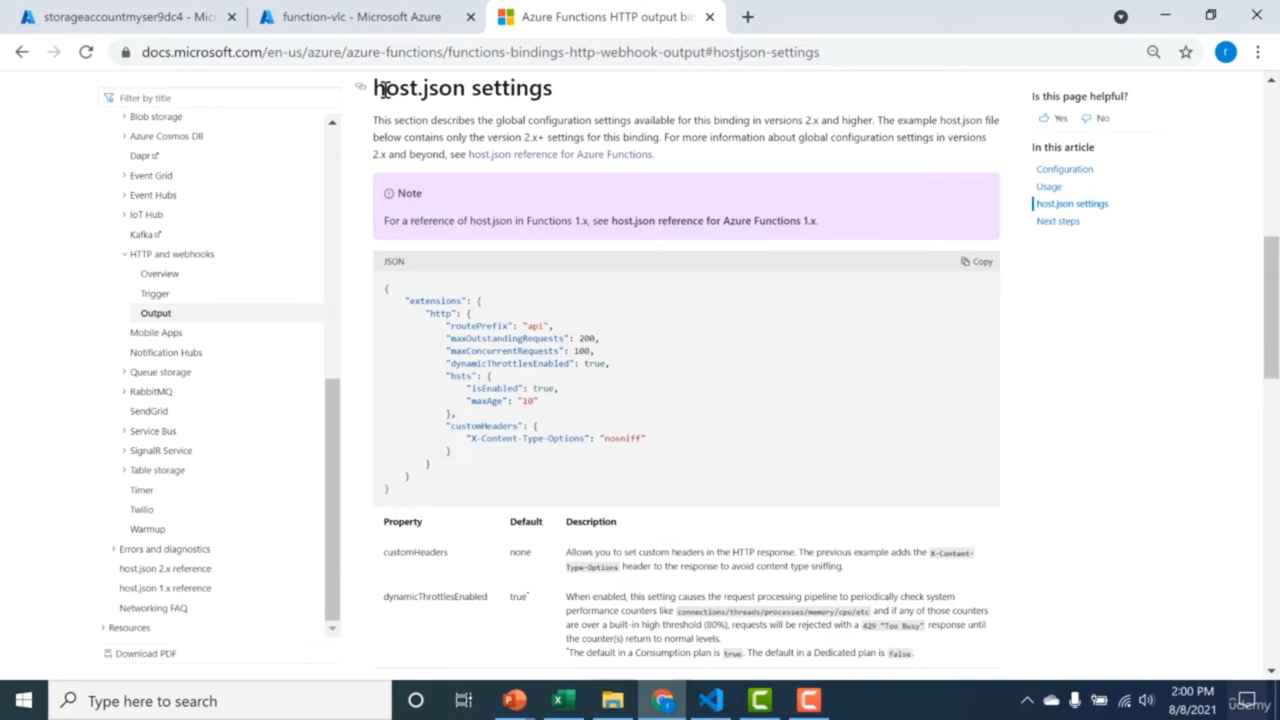 storageaccountmyser9dc4 - Mic
function-vlc - Microsoft Azure
Azure Functions HTTP output bin
docs.microsoft.com/en-us/azure/azure-functions/functions-bindings-http-webhook-output#hostjson-settings
r
Filter by title
Blob storage
Azure Cosmos DB
Dapr
Event Grid
Event Hubs
IoT Hub
Kafka
HTTP and webhooks
Overview
Trigger
Output
Mobile Apps
Notification Hubs
Queue storage
RabbitMQ
SendGrid
Service Bus
SignalR Service
Table storage
Timer
Twilio
Warmup
Errors and diagnostics
host.json 2.x reference
host.json 1.x reference
Networking FAQ
Resources
Download PDF
host.json settings
This section describes the global configuration settings available for this binding in versions 2.x and higher. The example host.json file
below contains only the version 2.x+ settings for this binding. For more information about global configuration settings in versions
2.x and beyond, see host.json reference for Azure Functions.
Note
For a reference of host.json in Functions 1.x, see host.json reference for Azure Functions 1.x.
JSON
Copy
{
"extensions": {
"http": {
"routePrefix": "api",
"maxOutstandingRequests": 200,
"maxConcurrentRequests": 100,
"dynamicThrottlesEnabled": true,
"hsts": {
"isEnabled": true,
"maxAge": "10"
},
"customHeaders": {
"X-Content-Type-Options": "nosniff"
}
}
}
}
Property Default Description
customHeaders none Allows you to set custom headers in the HTTP response. The previous example adds the X-Content-
Type-Options header to the response to avoid content type sniffing.
dynamicThrottlesEnabled true* When enabled, this setting causes the request processing pipeline to periodically check system
performance counters like connections/threads/processes/memory/cpu/etc and if any of those counters
are over a built-in high threshold (80%), requests will be rejected with a 429 "Too Busy" response until
the counter(s) return to normal levels.
*The default in a Consumption plan is true. The default in a Dedicated plan is false.
Is this page helpful?
Yes No
In this article
Configuration
Usage
host.json settings
Next steps
Type here to search
2:00 PM
8/8/2021
udemy